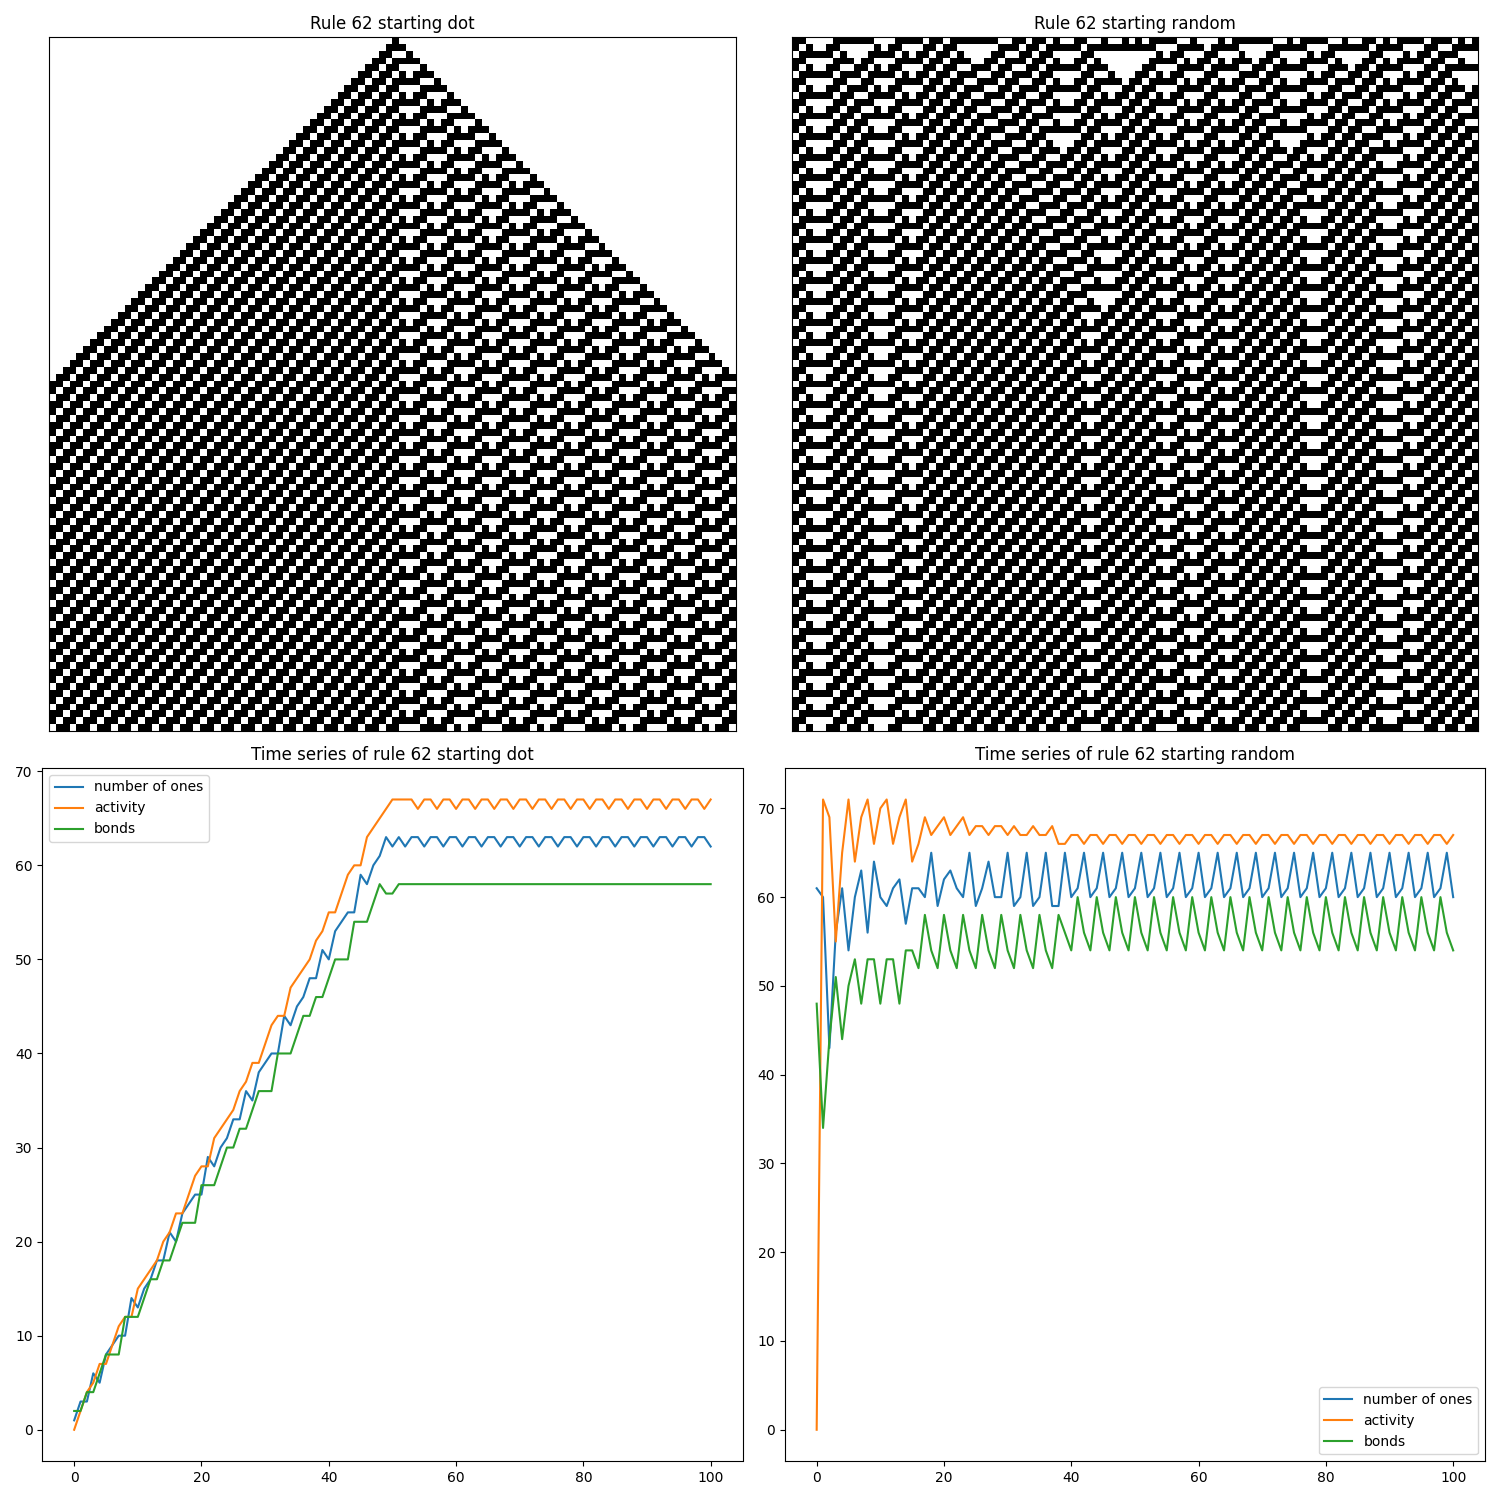 Rule 62 starting dot
Rule 62 starting random
Time series of rule 62 starting dot
70
60
50
40
30
20
10
0
number of ones
activity
bonds
0 20 40 60 80 100
Time series of rule 62 starting random
70
60
50
40
30
20
10
0
number of ones
activity
bonds
0 20 40 60 80 100